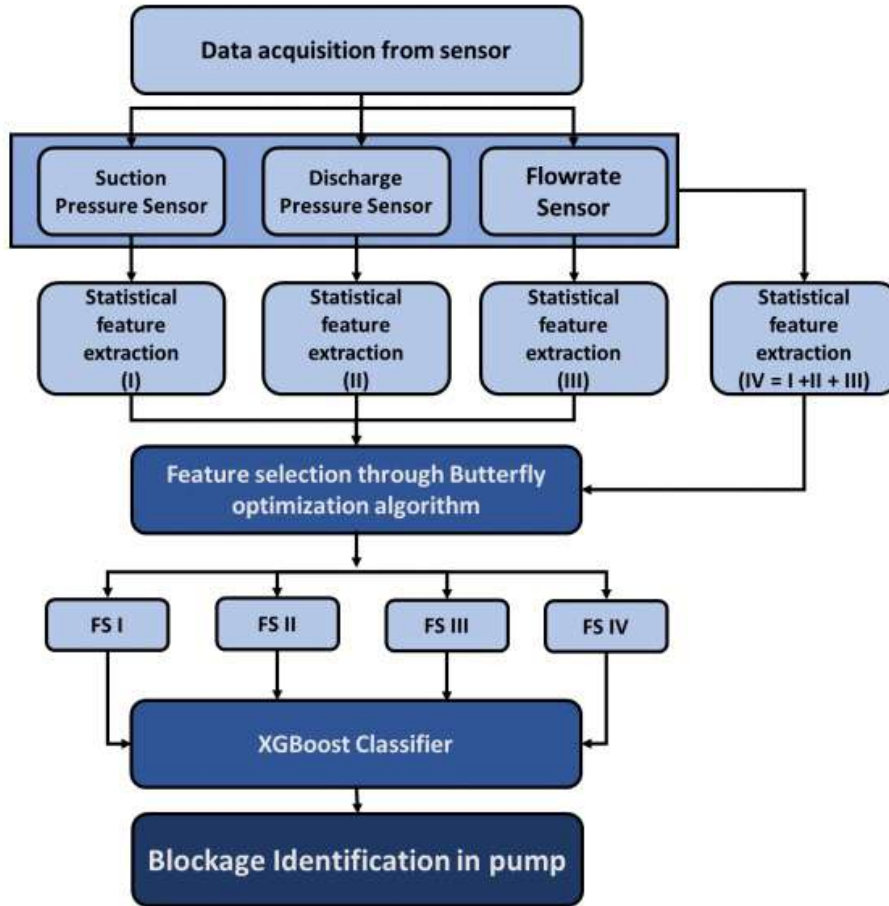 Data acquisition from sensor
Suction
Pressure Sensor
Discharge
Pressure Sensor
Flowrate
Sensor
Statistical
feature
extraction
(I)
Statistical
feature
extraction
(II)
Statistical
feature
extraction
(III)
Statistical
feature
extraction
(IV = I +II + III)
Feature selection through Butterfly
optimization algorithm
FS I
FS II
FS III
FS IV
XGBoost Classifier
Blockage Identification in pump